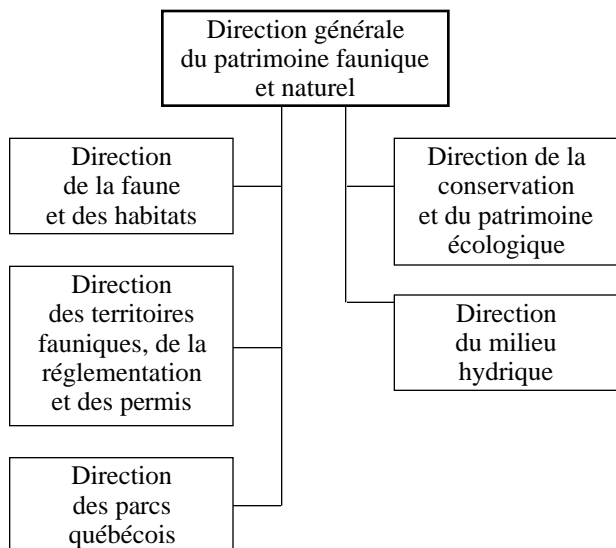 Direction générale
du patrimoine faunique
et naturel
Direction
de la faune
et des habitats
Direction de la
conservation
et du patrimoine
écologique
Direction
des territoires
fauniques, de la
réglementation
et des permis
Direction
du milieu
hydrique
Direction
des parcs
québécois